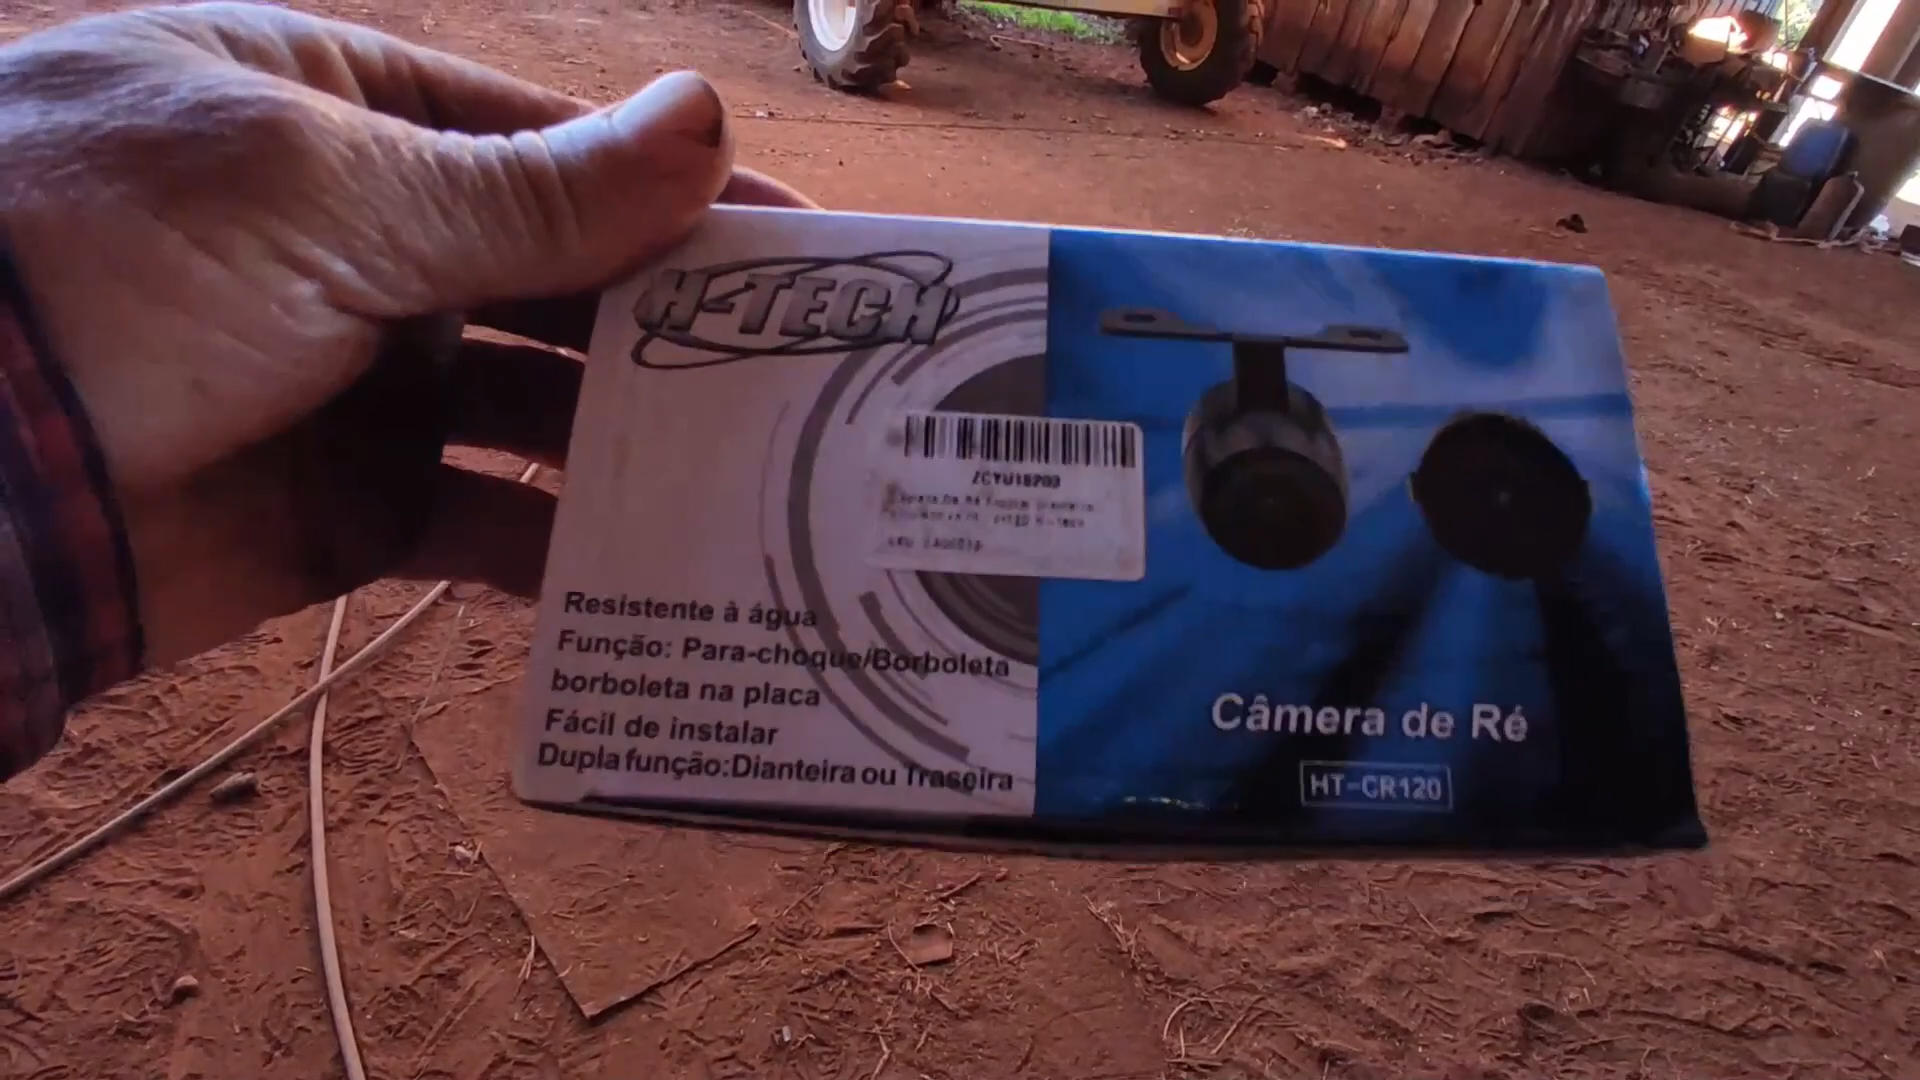 H-TECH
ZCYU18703
Resistente à água
Função: Para-choque/Borboleta
borboleta na placa
Fácil de instalar
Dupla função:Dianteira ou Traseira
Câmera de Ré
HT-CR120